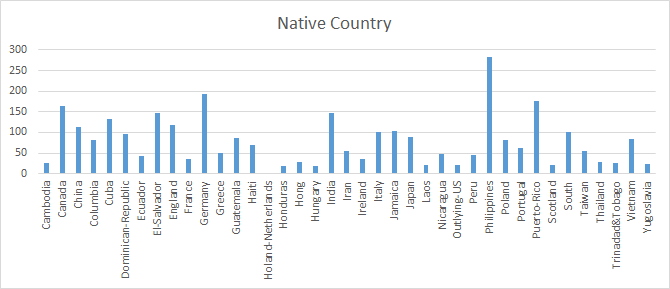 Native Country
300
250
200
150
100
50
0
Cambodia
Canada
China
Columbia
Cuba
Dominican-Republic
Ecuador
El-Salvador
England
France
Germany
Greece
Guatemala
Haiti
Holand-Netherlands
Honduras
Hong
Hungary
India
Iran
Ireland
Italy
Jamaica
Japan
Laos
Nicaragua
Outlying-US
Peru
Philippines
Poland
Portugal
Puerto-Rico
Scotland
South
Taiwan
Thailand
Trinadad&Tobago
Vietnam
Yugoslavia